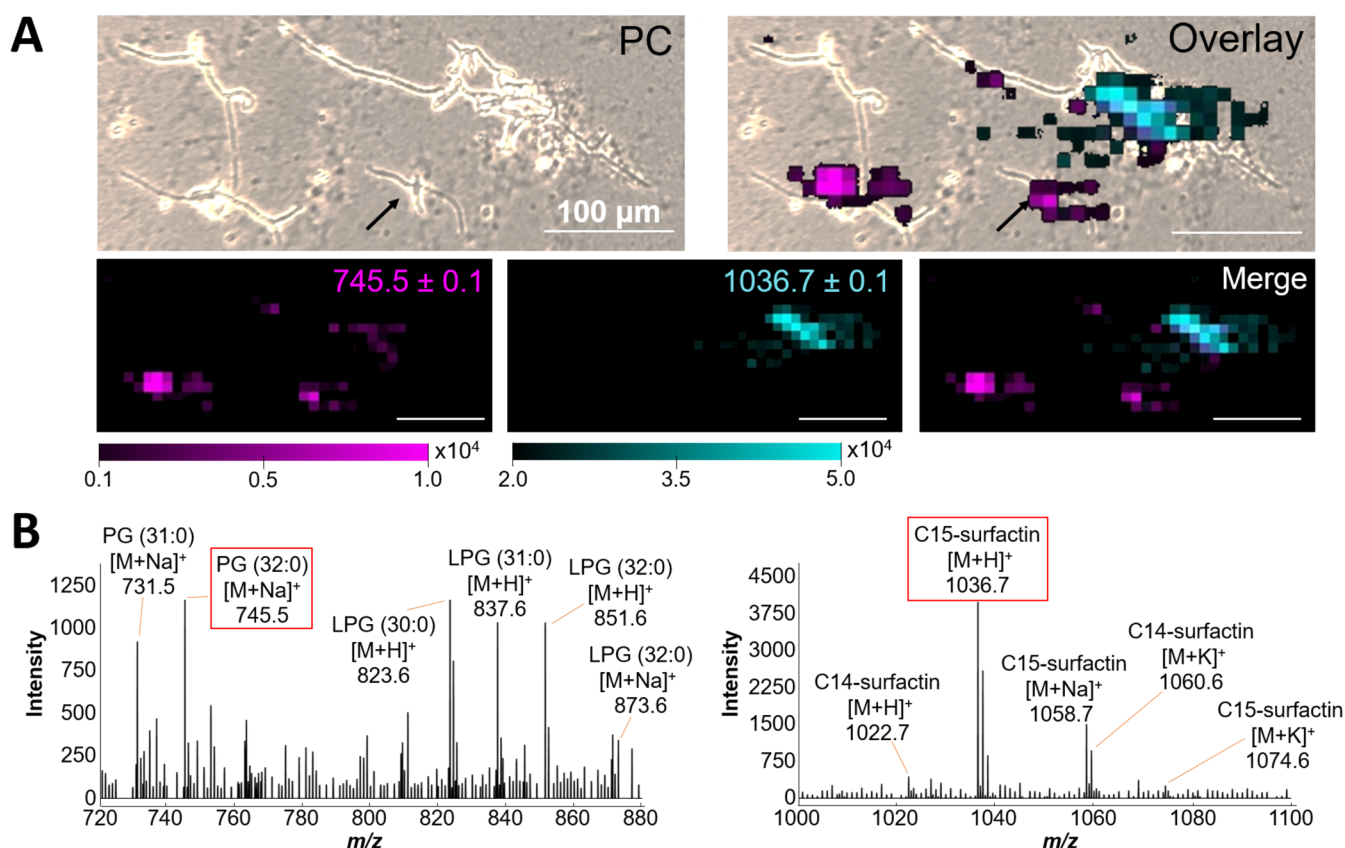 A
PC
Overlay
100 µm
745.5 ± 0.1
1036.7 ± 0.1
Merge
x10⁴
0.1
0.5
1.0
x10⁴
2.0
3.5
5.0
B
PG (31:0)
[M+Na]⁺
731.5
PG (32:0)
[M+Na]⁺
745.5
LPG (30:0)
[M+H]⁺
823.6
LPG (31:0)
[M+H]⁺
837.6
LPG (32:0)
[M+H]⁺
851.6
LPG (32:0)
[M+Na]⁺
873.6
Intensity
1250
1000
750
500
250
0
720
740
760
780
800
820
840
860
880
m/z
C14-surfactin
[M+H]⁺
1022.7
C15-surfactin
[M+H]⁺
1036.7
C15-surfactin
[M+Na]⁺
1058.7
C14-surfactin
[M+K]⁺
1060.6
C15-surfactin
[M+K]⁺
1074.6
Intensity
4500
3750
3000
2250
1500
750
0
1000
1020
1040
1060
1080
1100
m/z